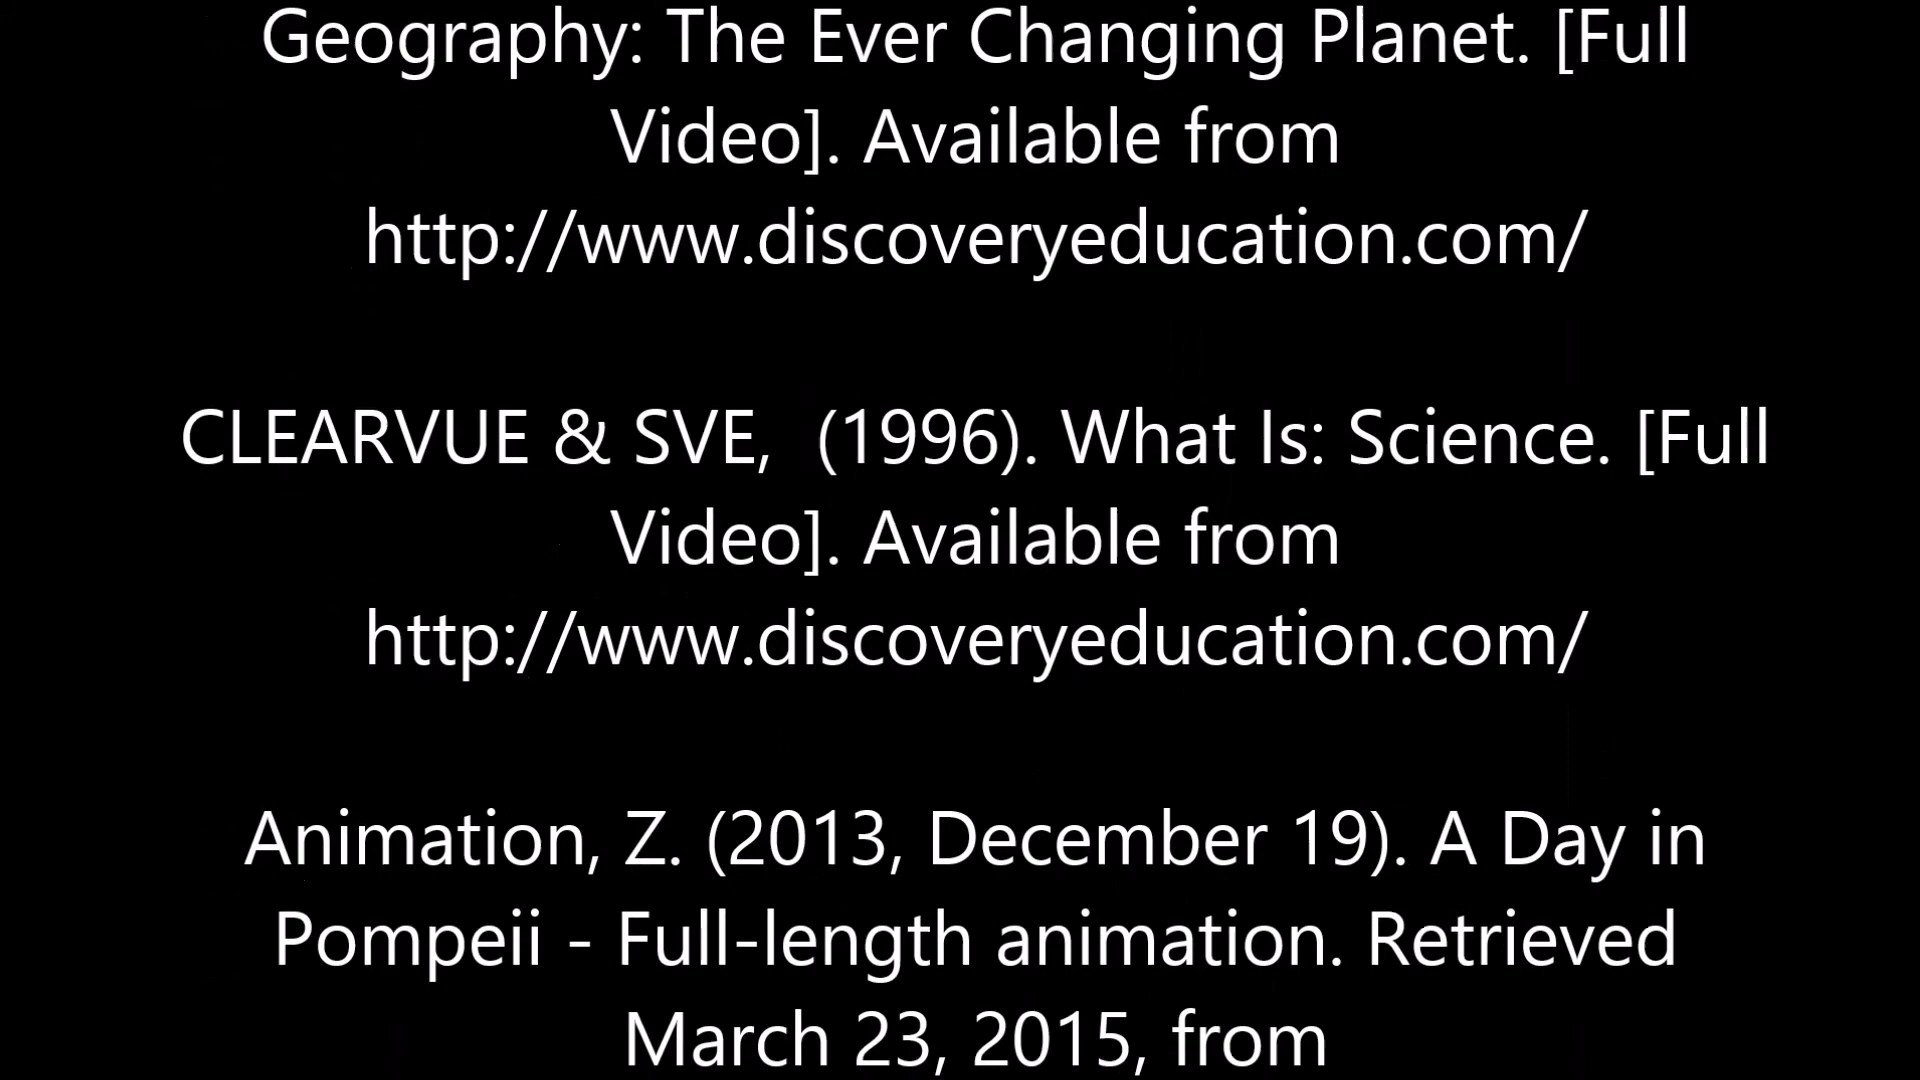 Geography: The Ever Changing Planet. [Full
Video]. Available from
http://www.discoveryeducation.com/
CLEARVUE & SVE,  (1996). What Is: Science. [Full
Video]. Available from
http://www.discoveryeducation.com/
Animation, Z. (2013, December 19). A Day in
Pompeii - Full-length animation. Retrieved
March 23, 2015, from